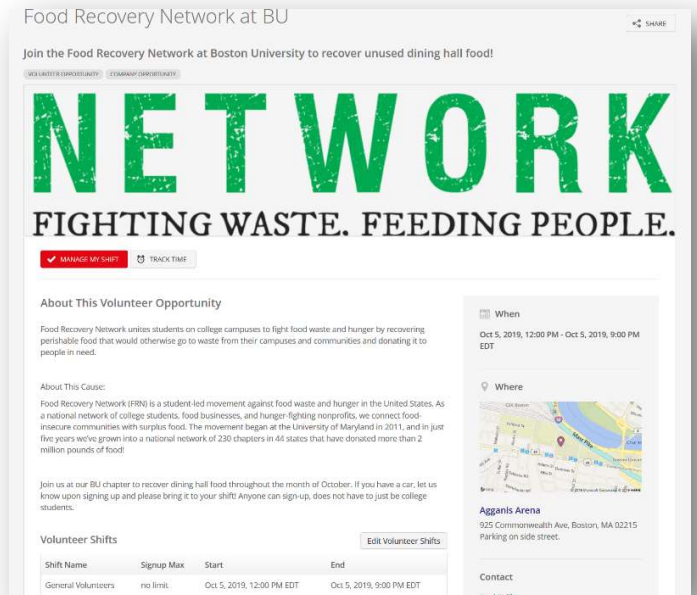 Food Recovery Network at BU
SHARE
Join the Food Recovery Network at Boston University to recover unused dining hall food!
VOLUNTEER OPPORTUNITY COMPANY OPPORTUNITY
NETWORK
FIGHTING WASTE. FEEDING PEOPLE.
MANAGE MY SHIFT TRACK TIME
About This Volunteer Opportunity
Food Recovery Network unites students on college campuses to fight food waste and hunger by recovering
perishable food that would otherwise go to waste from their campuses and communities and donating it to
people in need.
About This Cause:
Food Recovery Network (FRN) is a student-led movement against food waste and hunger in the United States. As
a national network of college students, food businesses, and hunger-fighting nonprofits, we connect food-
insecure communities with surplus food. The movement began at the University of Maryland in 2011, and in just
five years we've grown into a national network of 230 chapters in 44 states that have donated more than 2
million pounds of food!
Join us at our BU chapter to recover dining hall food throughout the month of October. If you have a car, let us
know upon signing up and please bring it to your shift! Anyone can sign-up, does not have to just be college
students.
Volunteer Shifts
Edit Volunteer Shifts
Shift Name Signup Max Start End
General Volunteers no limit Oct 5, 2019, 12:00 PM EDT Oct 5, 2019, 9:00 PM EDT
When
Oct 5, 2019, 12:00 PM - Oct 5, 2019, 9:00 PM
EDT
Where
Mass Pike
Agganis Arena
925 Commonwealth Ave, Boston, MA 02215
Parking on side street.
Contact